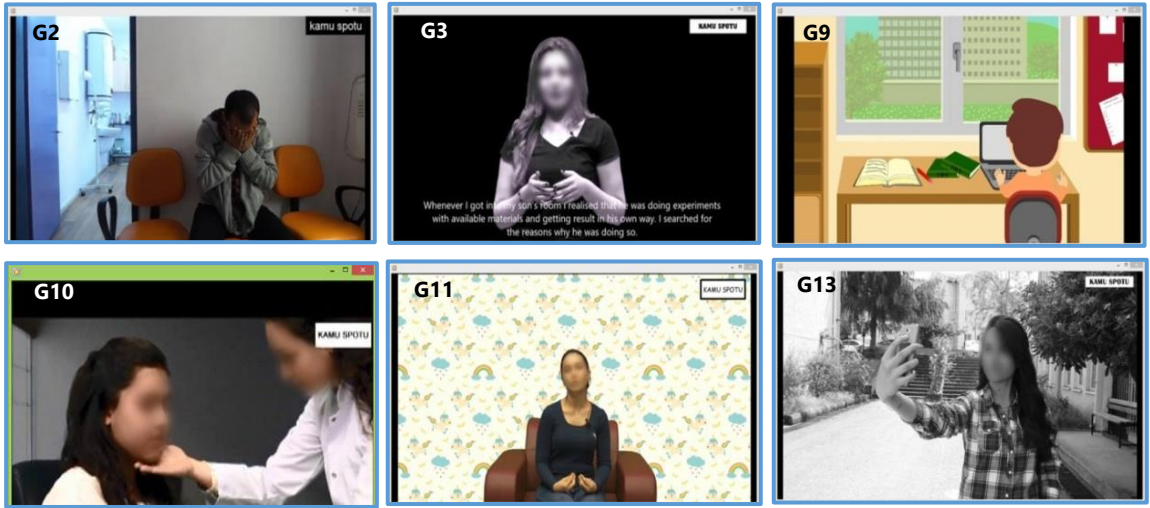 G2
kamu spotu
G3
KAMU SPOTU
Whenever I got into my son's room I realised that he was doing experiments
with available materials and getting result in his own way. I searched for
the reasons why he was doing so.
G9
G10
KAMU SPOTU
G11
KAMU SPOTU
G13
KAMU SPOTU